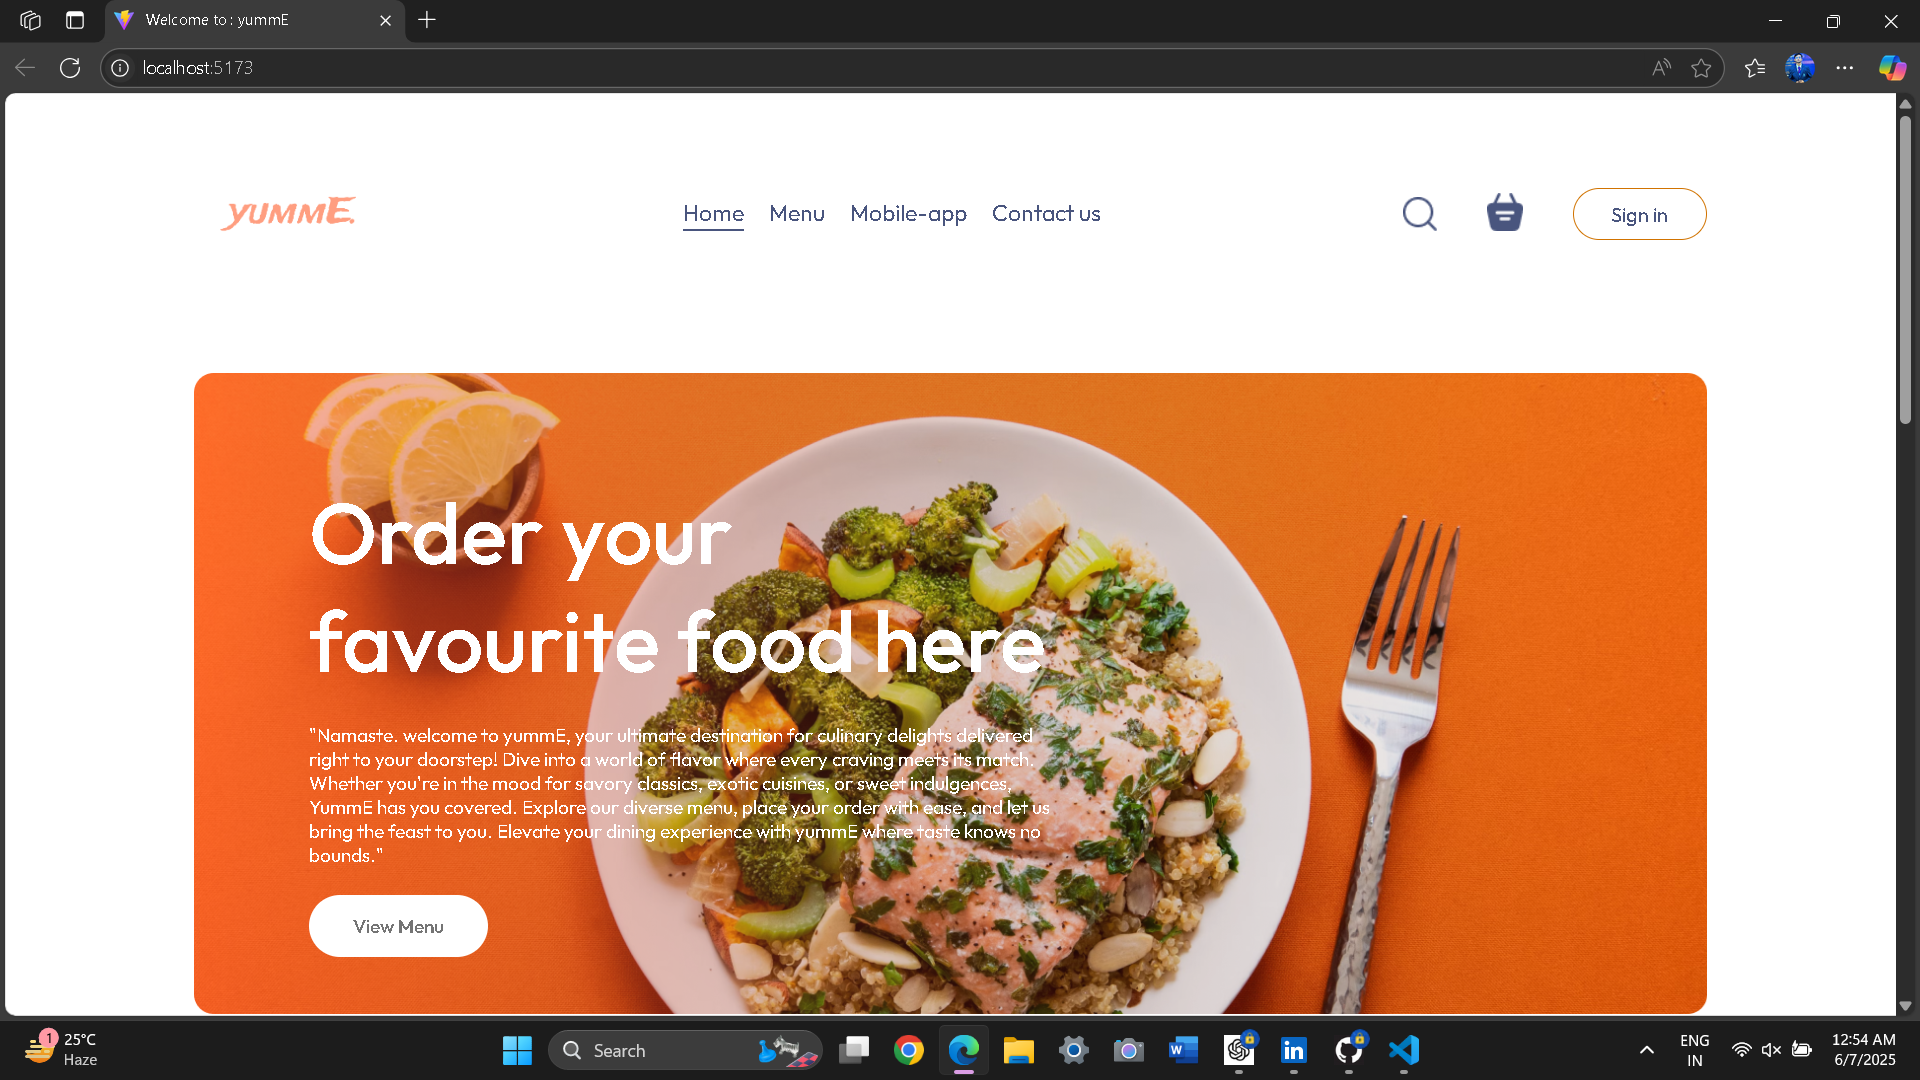 Welcome to : yummE
localhost:5173
yummE
Home Menu Mobile-app Contact us
Sign in
Order your
favourite food here
"Namaste. welcome to yummE, your ultimate destination for culinary delights delivered
right to your doorstep! Dive into a world of flavor where every craving meets its match.
Whether you're in the mood for savory classics, exotic cuisines, or sweet indulgences,
YummE has you covered. Explore our diverse menu, place your order with ease, and let us
bring the feast to you. Elevate your dining experience with yummE where taste knows no
bounds."
View Menu
1
25°C
Haze
Search
W
in
ENG
IN
12:54 AM
6/7/2025